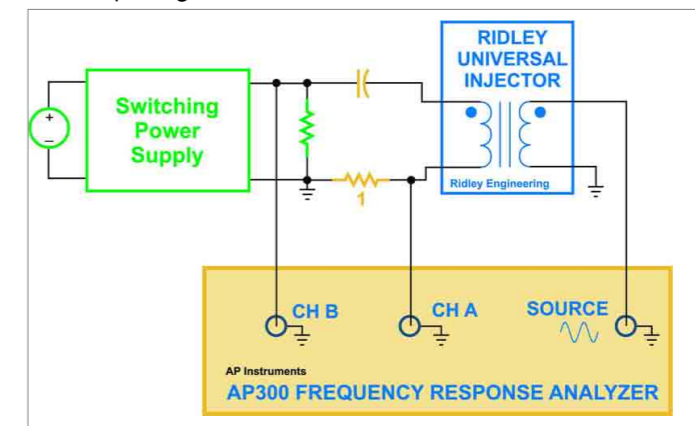 RIDLEY
UNIVERSAL
INJECTOR
+
–
Switching
Power
Supply
1
Ridley Engineering
CH B
CH A
SOURCE
AP Instruments
AP300 FREQUENCY RESPONSE ANALYZER